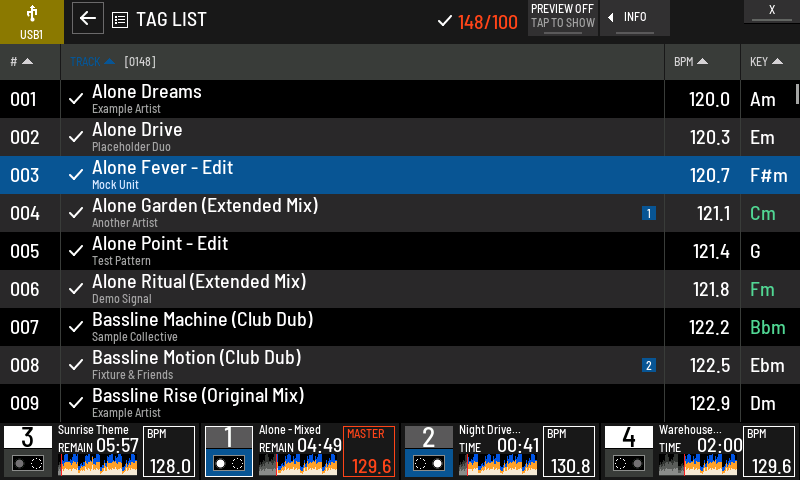 USB1
TAG LIST
148/100
PREVIEW OFF
TAP TO SHOW
INFO
X
# TRACK [0148] BPM KEY
001 Alone Dreams 120.0 Am
Example Artist
002 Alone Drive 120.3 Em
Placeholder Duo
003 Alone Fever - Edit 120.7 F#m
Mock Unit
004 Alone Garden (Extended Mix) 1 121.1 Cm
Another Artist
005 Alone Point - Edit 121.4 G
Test Pattern
006 Alone Ritual (Extended Mix) 121.8 Fm
Demo Signal
007 Bassline Machine (Club Dub) 122.2 Bbm
Sample Collective
008 Bassline Motion (Club Dub) 2 122.5 Ebm
Fixture & Friends
009 Bassline Rise (Original Mix) 122.9 Dm
Example Artist
3 Sunrise Theme BPM
REMAIN 05:57 128.0
1 Alone - Mixed MASTER
REMAIN 04:49 129.6
2 Night Drive... BPM
TIME 00:41 130.8
4 Warehouse... BPM
TIME 02:00 129.6